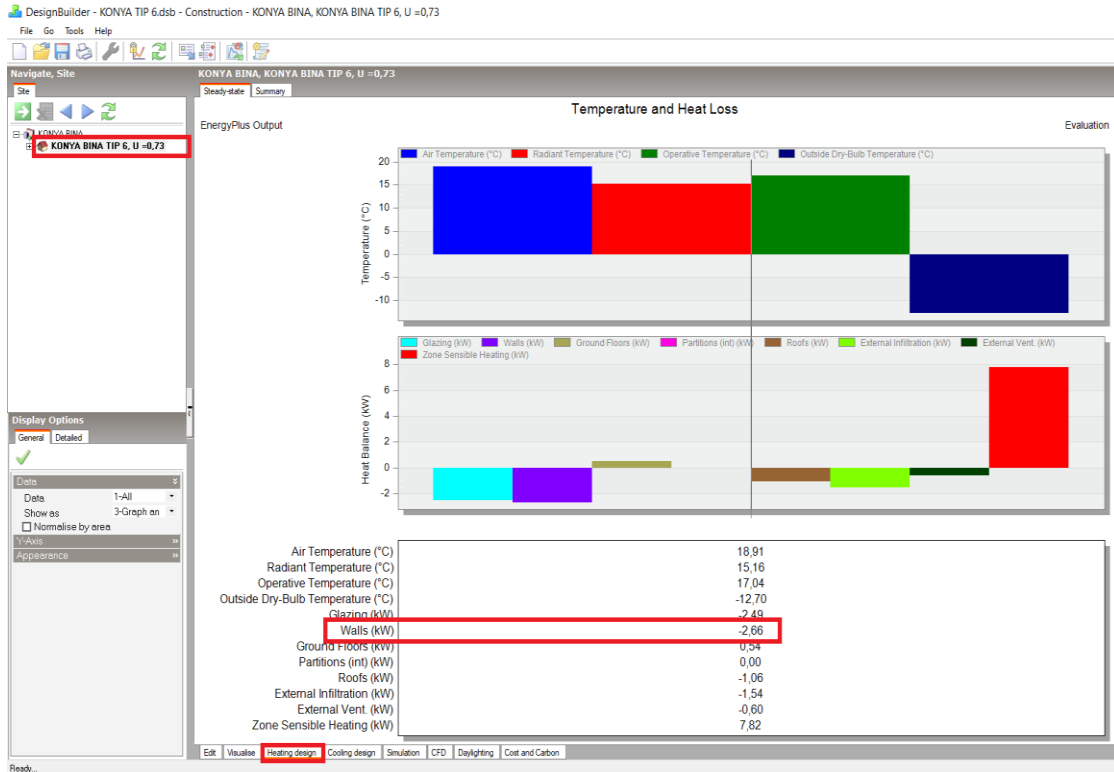 DesignBuilder - KONYA TIP 6.dsb - Construction - KONYA BINA, KONYA BINA TIP 6, U =0,73
File Go Tools Help
Navigate, Site
Site
KONYA BINA
KONYA BINA TIP 6, U =0,73
KONYA BINA, KONYA BINA TIP 6, U =0,73
Steady-state Summary
Temperature and Heat Loss
EnergyPlus Output
Evaluation
Air Temperature (°C) Radiant Temperature (°C) Operative Temperature (°C) Outside Dry-Bulb Temperature (°C)
Temperature (°C)
20
15
10
5
0
-5
-10
Glazing (kW) Walls (kW) Ground Floors (kW) Partitions (int) (kW) Roofs (kW) External Infiltration (kW) External Vent. (kW)
Zone Sensible Heating (kW)
Heat Balance (kW)
8
6
4
2
0
-2
Display Options
General Detailed
Data
Data 1-All
Show as 3-Graph an
Normalise by area
Y-Axis
Appearance
Air Temperature (°C) 18,91
Radiant Temperature (°C) 15,16
Operative Temperature (°C) 17,04
Outside Dry-Bulb Temperature (°C) -12,70
Glazing (kW) -2,49
Walls (kW) -2,66
Ground Floors (kW) 0,54
Partitions (int) (kW) 0,00
Roofs (kW) -1,06
External Infiltration (kW) -1,54
External Vent. (kW) -0,60
Zone Sensible Heating (kW) 7,82
Edit Visualise Heating design Cooling design Simulation CFD Daylighting Cost and Carbon
Ready...